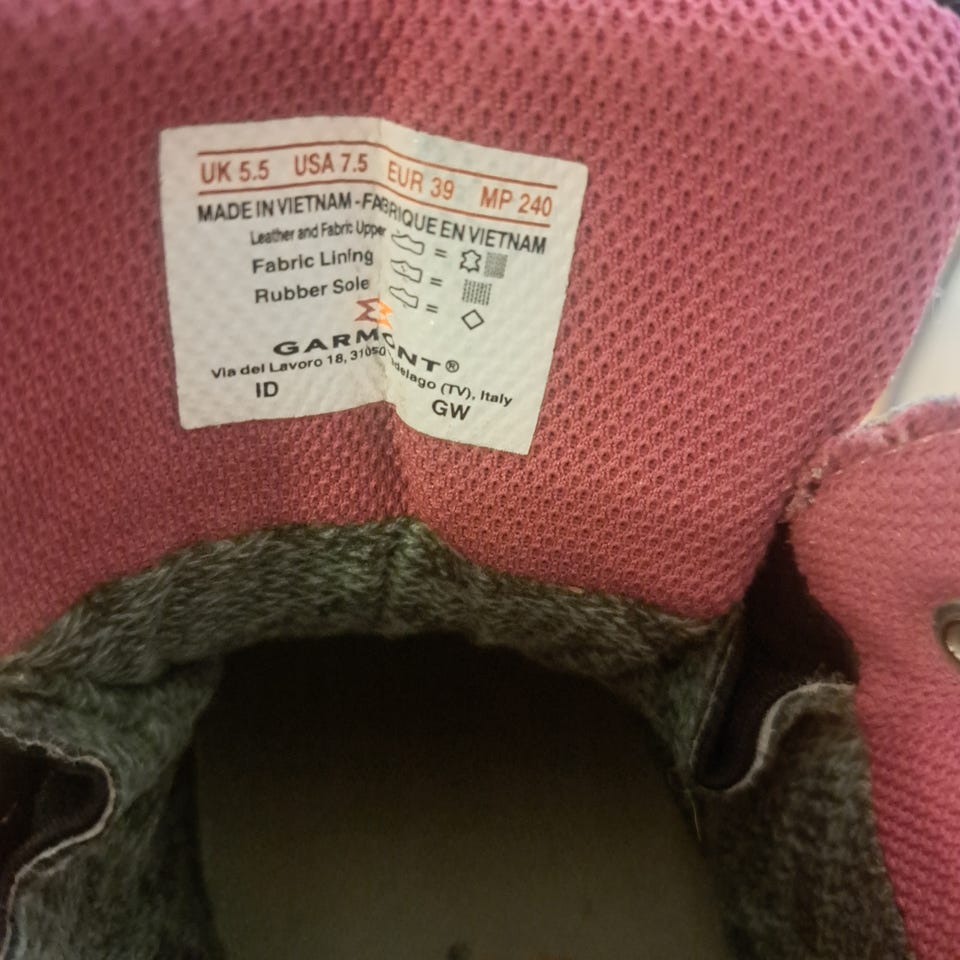 UK 5.5 USA 7.5 EUR 39 MP 240
MADE IN VIETNAM - FABRIQUE EN VIETNAM
Leather and Fabric Upper =
Fabric Lining =
Rubber Sole =
GARMONT®
Via del Lavoro 18, 31050 (TV), Italy
ID GW